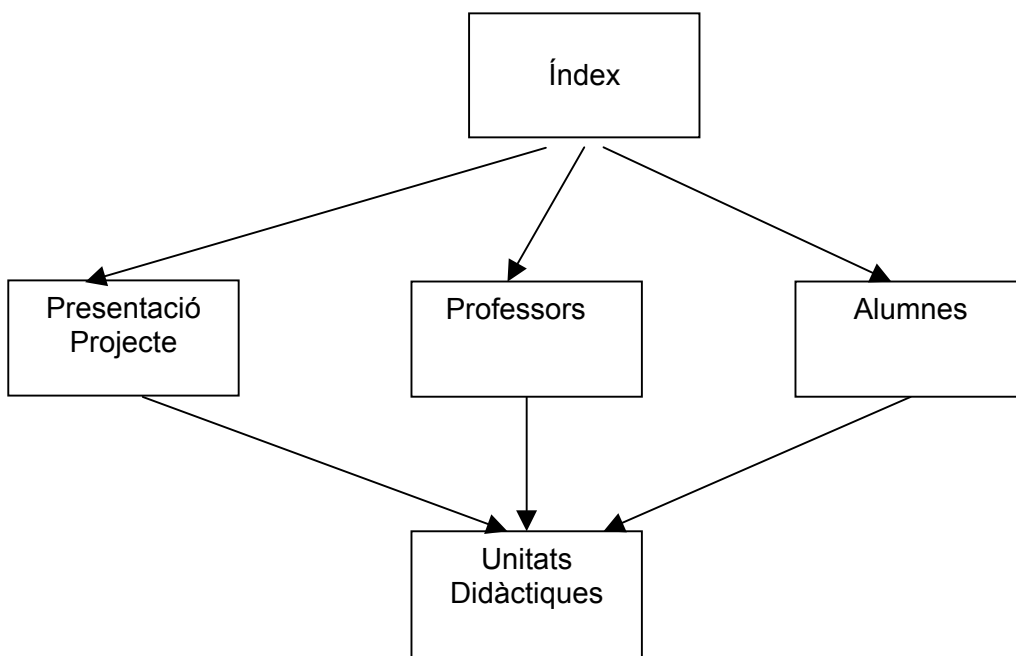 Índex
Presentació
Projecte
Professors
Alumnes
Unitats
Didàctiques